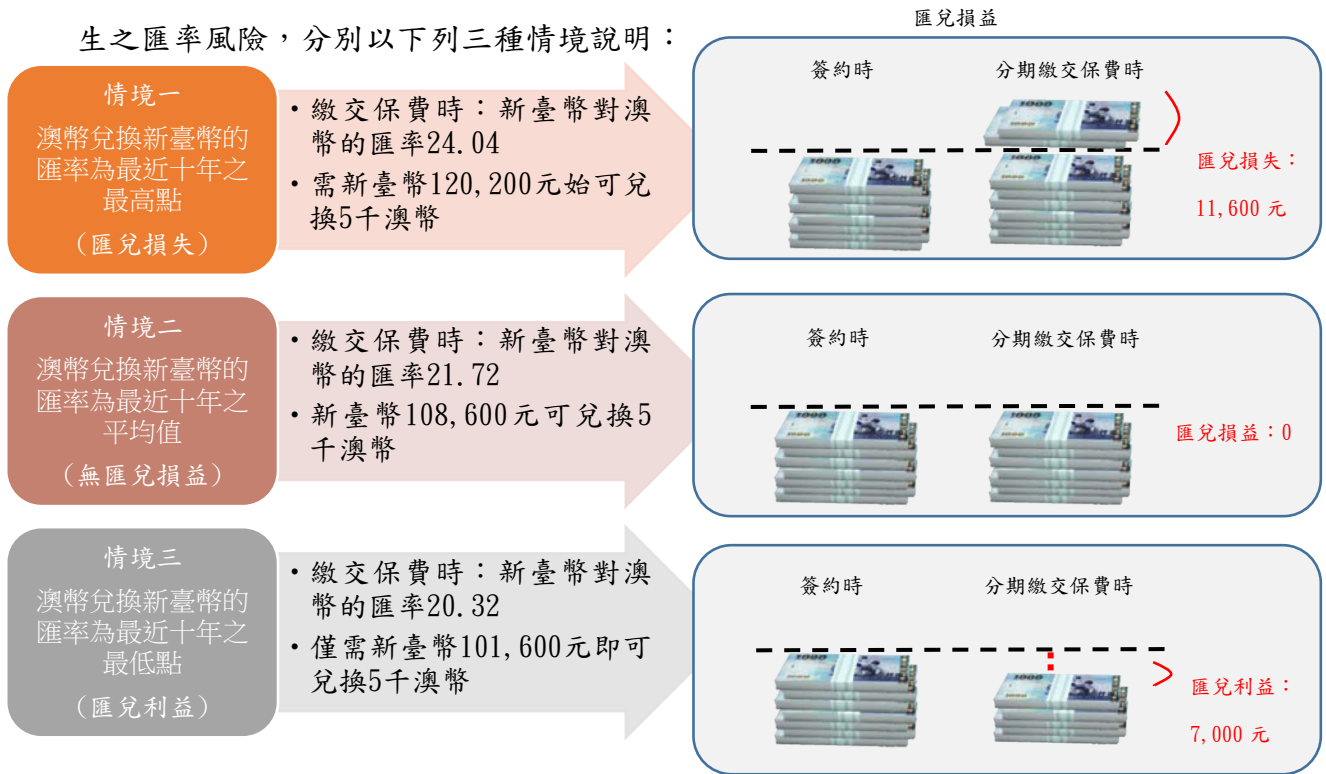 匯兌損益
生之匯率風險,分別以下列三種情境說明:
情境一
澳幣兌換新臺幣的
匯率為最近十年之
最高點
(匯兌損失)
・繳交保費時:新臺幣對澳
幣的匯率24.04
・需新臺幣120,200元始可兌
換5千澳幣
簽約時
分期繳交保費時
匯兌損失:
11,600 元
情境二
澳幣兌換新臺幣的
匯率為最近十年之
平均值
(無匯兌損益)
・繳交保費時:新臺幣對澳
幣的匯率21.72
・新臺幣108,600元可兌換5
千澳幣
簽約時
分期繳交保費時
匯兌損益:0
情境三
澳幣兌換新臺幣的
匯率為最近十年之
最低點
(匯兌利益)
・繳交保費時:新臺幣對澳
幣的匯率20.32
・僅需新臺幣101,600元即可
兌換5千澳幣
簽約時
分期繳交保費時
匯兌利益:
7,000 元